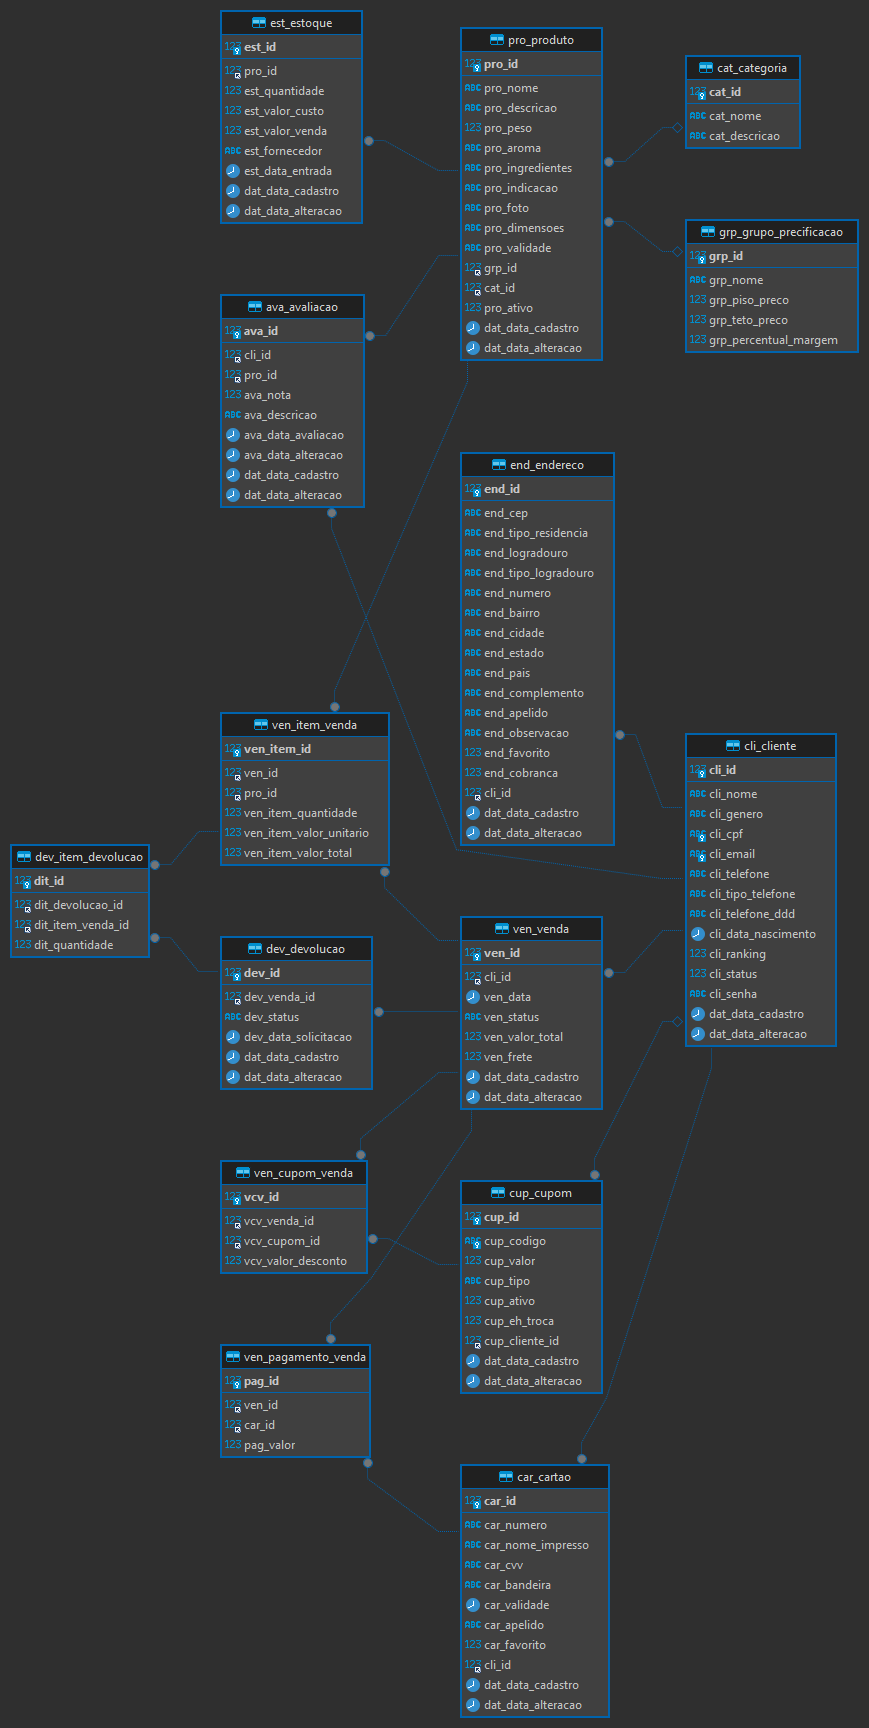 est_estoque
est_id
pro_id
est_quantidade
est_valor_custo
est_valor_venda
est_fornecedor
est_data_entrada
dat_data_cadastro
dat_data_alteracao
pro_produto
pro_id
pro_nome
pro_descricao
pro_peso
pro_aroma
pro_ingredientes
pro_indicacao
pro_foto
pro_dimensoes
pro_validade
grp_id
cat_id
pro_ativo
dat_data_cadastro
dat_data_alteracao
cat_categoria
cat_id
cat_nome
cat_descricao
grp_grupo_precificacao
grp_id
grp_nome
grp_piso_preco
grp_teto_preco
grp_percentual_margem
ava_avaliacao
ava_id
cli_id
pro_id
ava_nota
ava_descricao
ava_data_avaliacao
ava_data_alteracao
dat_data_cadastro
dat_data_alteracao
end_endereco
end_id
end_cep
end_tipo_residencia
end_logradouro
end_tipo_logradouro
end_numero
end_bairro
end_cidade
end_estado
end_pais
end_complemento
end_apelido
end_observacao
end_favorito
end_cobranca
cli_id
dat_data_cadastro
dat_data_alteracao
ven_item_venda
ven_item_id
ven_id
pro_id
ven_item_quantidade
ven_item_valor_unitario
ven_item_valor_total
cli_cliente
cli_id
cli_nome
cli_genero
cli_cpf
cli_email
cli_telefone
cli_tipo_telefone
cli_telefone_ddd
cli_data_nascimento
cli_ranking
cli_status
cli_senha
dat_data_cadastro
dat_data_alteracao
dev_item_devolucao
dit_id
dit_devolucao_id
dit_item_venda_id
dit_quantidade
dev_devolucao
dev_id
dev_venda_id
dev_status
dev_data_solicitacao
dat_data_cadastro
dat_data_alteracao
ven_venda
ven_id
cli_id
ven_data
ven_status
ven_valor_total
ven_frete
dat_data_cadastro
dat_data_alteracao
ven_cupom_venda
vcv_id
vcv_venda_id
vcv_cupom_id
vcv_valor_desconto
cup_cupom
cup_id
cup_codigo
cup_valor
cup_tipo
cup_ativo
cup_eh_troca
cup_cliente_id
dat_data_cadastro
dat_data_alteracao
ven_pagamento_venda
pag_id
ven_id
car_id
pag_valor
car_cartao
car_id
car_numero
car_nome_impresso
car_cvv
car_bandeira
car_validade
car_apelido
car_favorito
cli_id
dat_data_cadastro
dat_data_alteracao